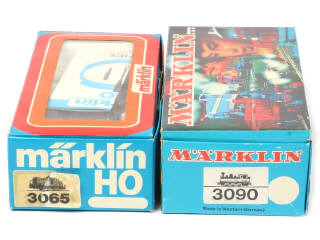 märklin
märklin
HO
3065
MÄRKLIN...
MÄRKLIN
3090
Made in Western Germany